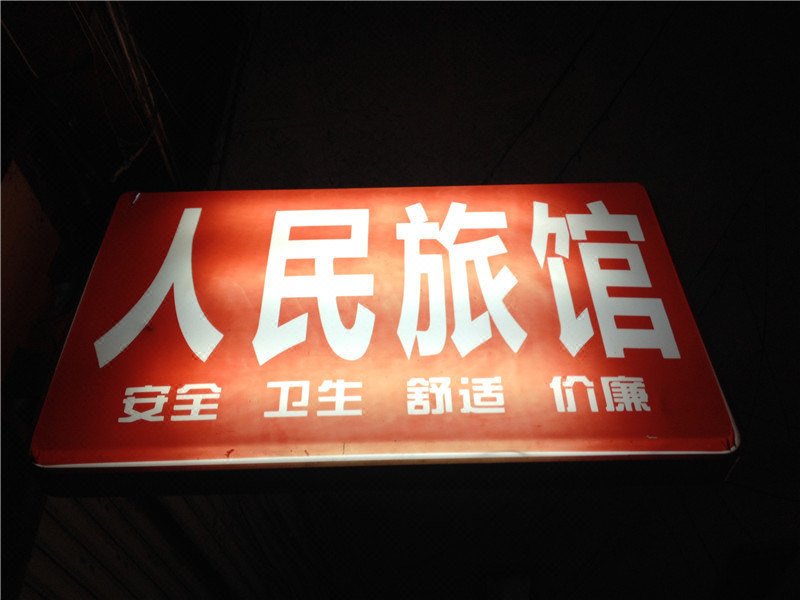 人民旅馆
安全 卫生 舒适 价廉